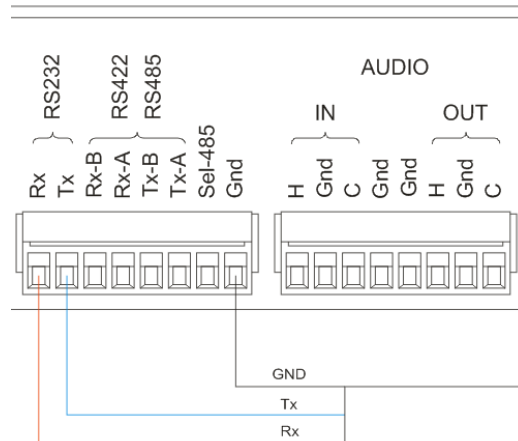 RS232
RS422
RS485
AUDIO
IN
OUT
Rx
Tx
Rx-B
Rx-A
Tx-B
Tx-A
Sel-485
Gnd
H
Gnd
C
Gnd
Gnd
H
Gnd
C
GND
Tx
Rx